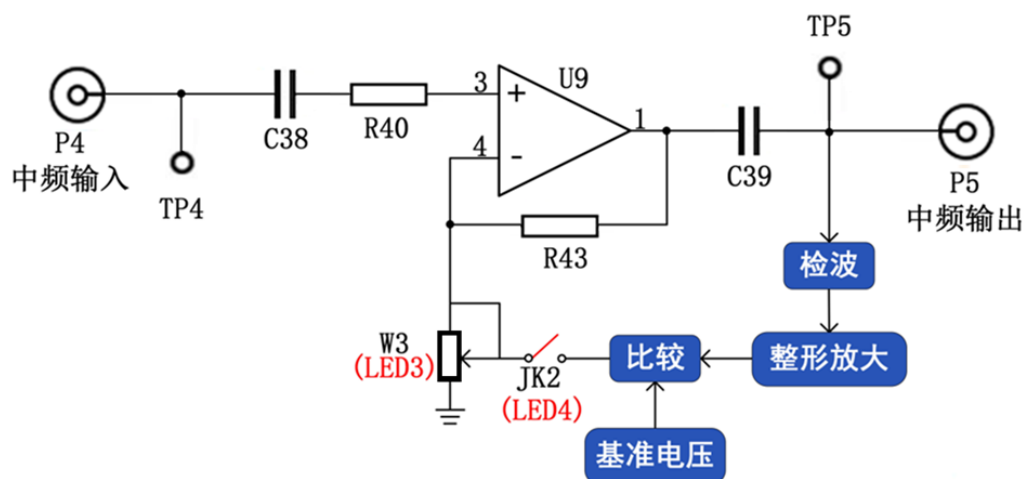 TP5
3
U9
1
P4
中频输入
C38
R40
4
TP4
C39
P5
中频输出
R43
检波
W3
(LED3)
JK2
(LED4)
比较
整形放大
基准电压